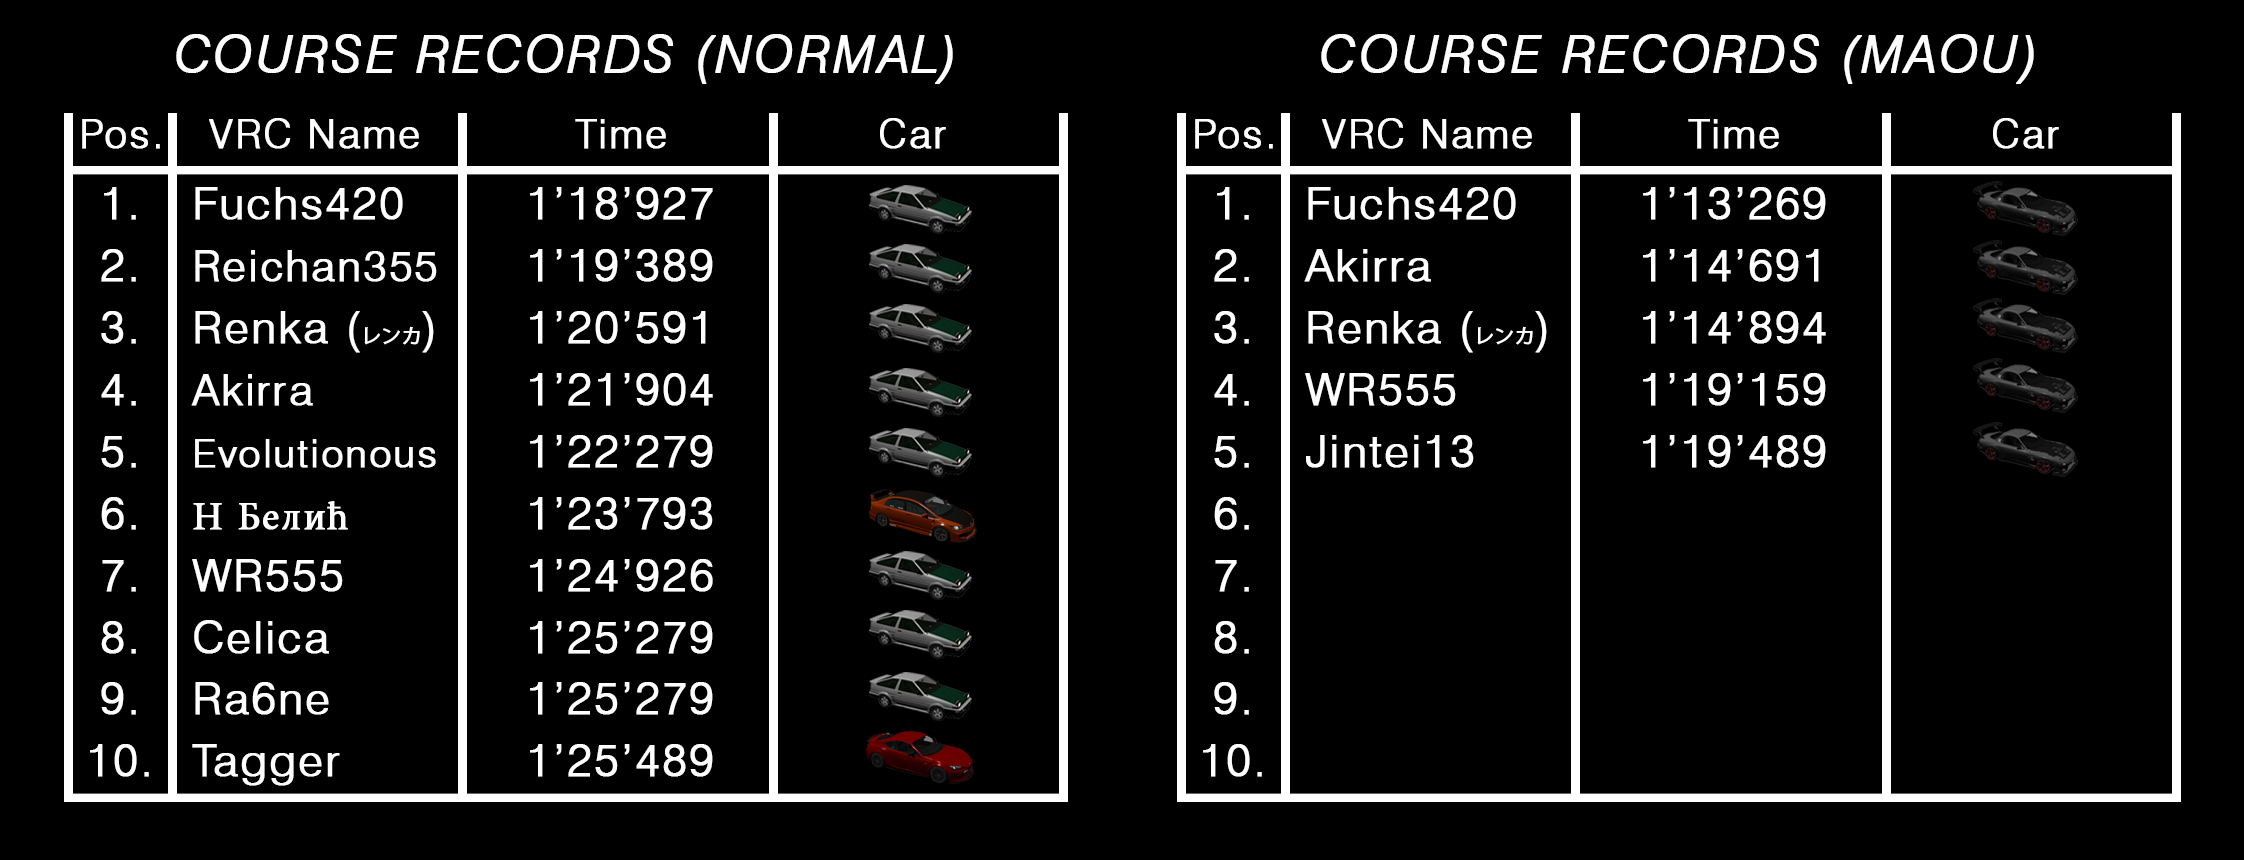 COURSE RECORDS (NORMAL)
Pos. VRC Name Time Car
1. Fuchs420 1’18’927
2. Reichan355 1’19’389
3. Renka (レンカ) 1’20’591
4. Akirra 1’21’904
5. Evolutionous 1’22’279
6. Н Белић 1’23’793
7. WR555 1’24’926
8. Celica 1’25’279
9. Ra6ne 1’25’279
10. Tagger 1’25’489
COURSE RECORDS (MAOU)
Pos. VRC Name Time Car
1. Fuchs420 1’13’269
2. Akirra 1’14’691
3. Renka (レンカ) 1’14’894
4. WR555 1’19’159
5. Jintei13 1’19’489
6.
7.
8.
9.
10.